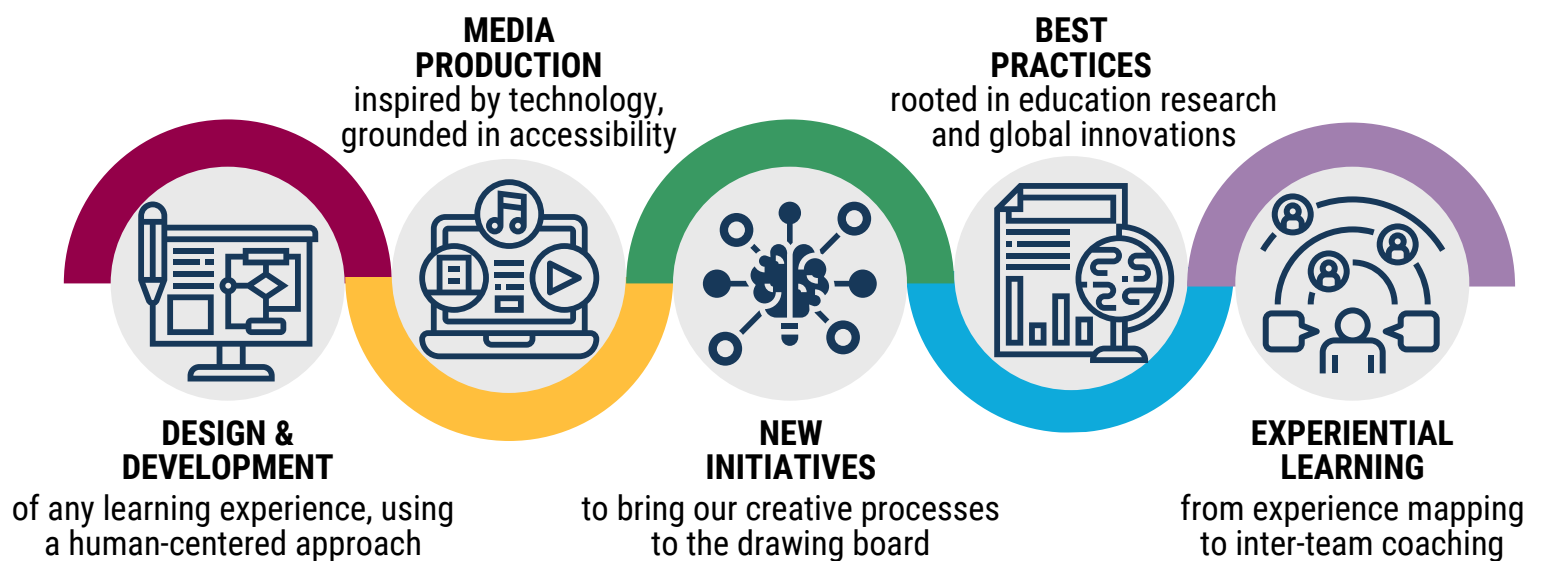 DESIGN &
DEVELOPMENT
of any learning experience, using
a human-centered approach
MEDIA
PRODUCTION
inspired by technology,
grounded in accessibility
NEW
INITIATIVES
to bring our creative processes
to the drawing board
BEST
PRACTICES
rooted in education research
and global innovations
EXPERIENTIAL
LEARNING
from experience mapping
to inter-team coaching